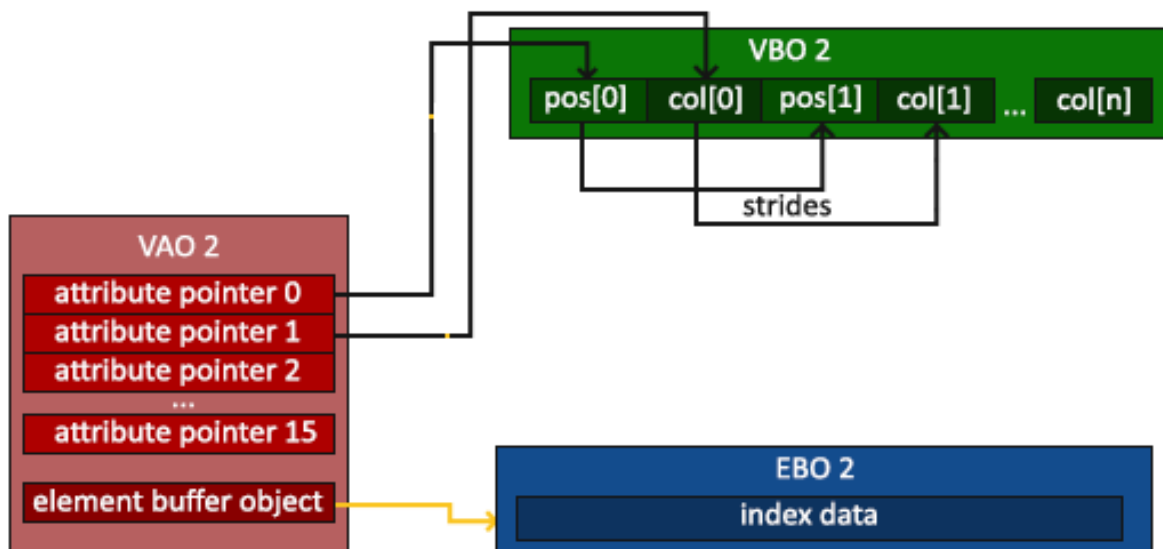 VBO 2
pos[0] col[0] pos[1] col[1] ... col[n]
strides
VAO 2
attribute pointer 0
attribute pointer 1
attribute pointer 2
...
attribute pointer 15
element buffer object
EBO 2
index data